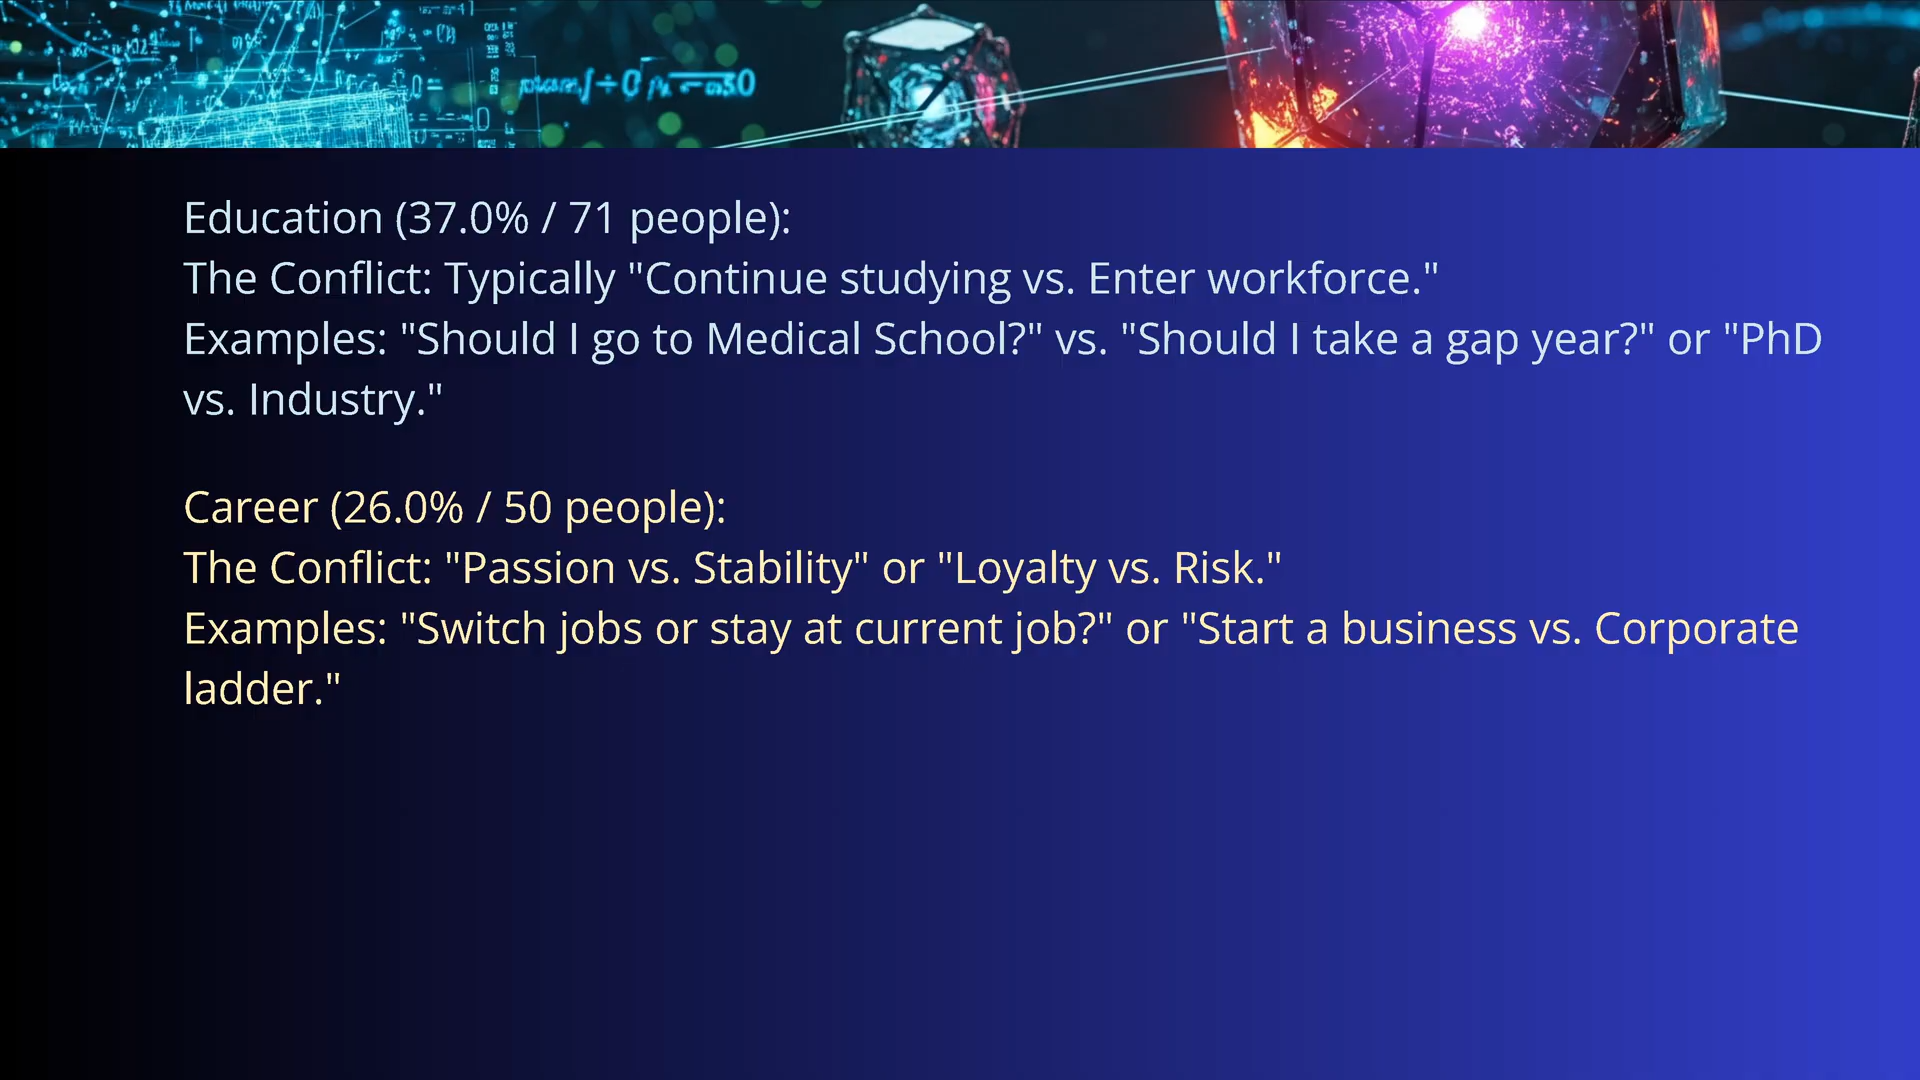 Education (37.0% / 71 people):
The Conflict: Typically "Continue studying vs. Enter workforce."
Examples: "Should I go to Medical School?" vs. "Should I take a gap year?" or "PhD
vs. Industry."
Career (26.0% / 50 people):
The Conflict: "Passion vs. Stability" or "Loyalty vs. Risk."
Examples: "Switch jobs or stay at current job?" or "Start a business vs. Corporate
ladder."